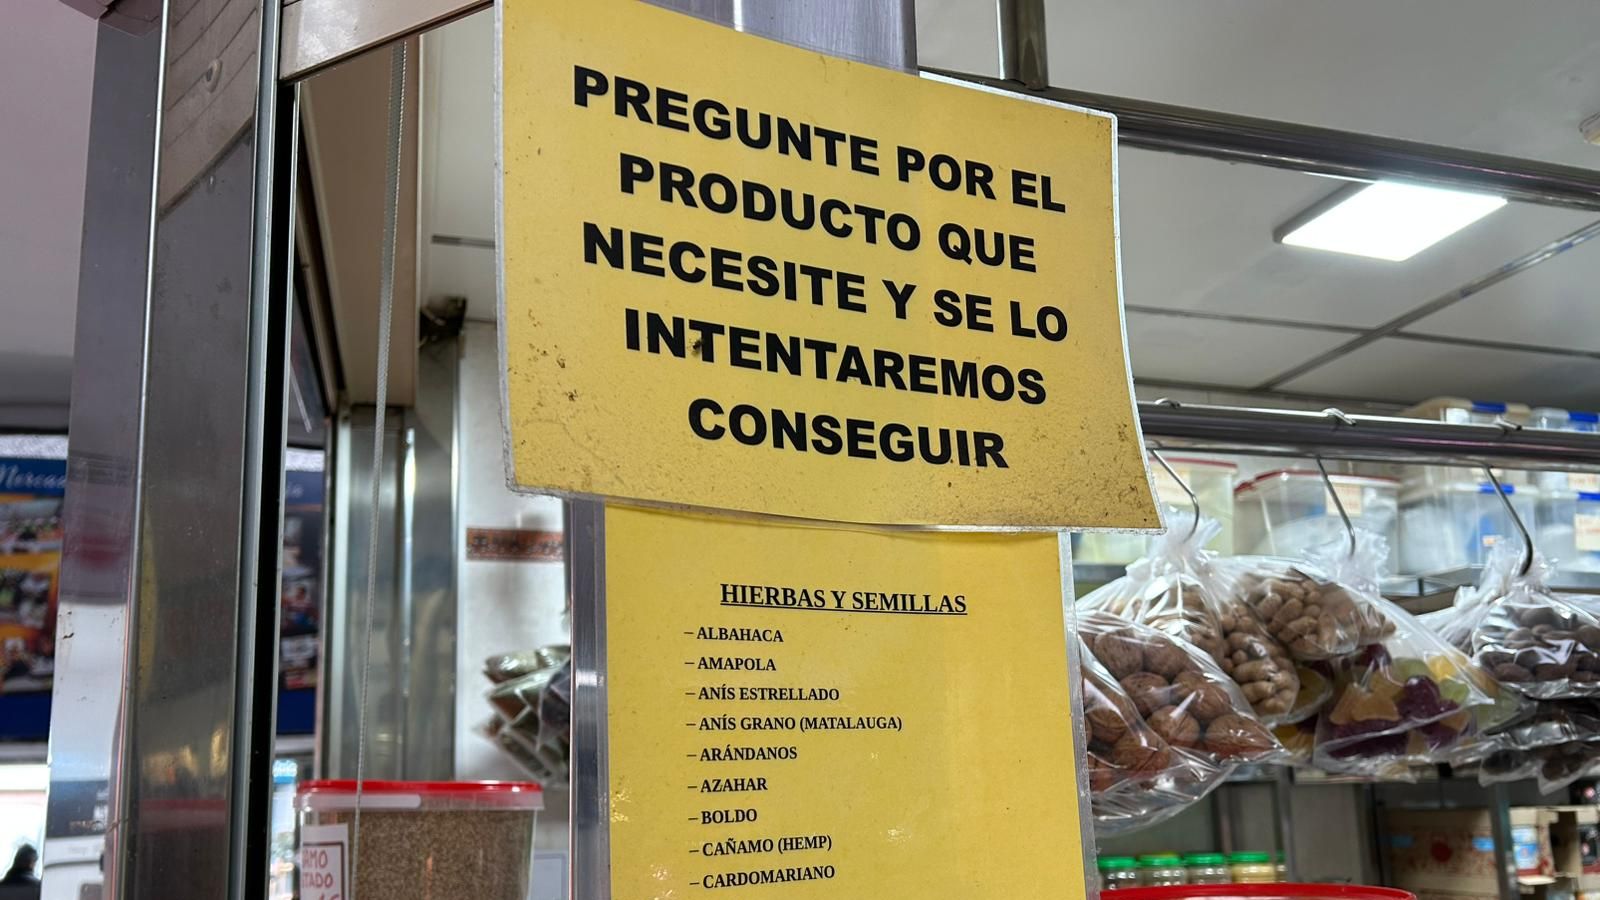 PREGUNTE POR EL
PRODUCTO QUE
NECESITE Y SE LO
INTENTAREMOS
CONSEGUIR
HIERBAS Y SEMILLAS
– ALBAHACA
– AMAPOLA
– ANÍS ESTRELLADO
– ANÍS GRANO (MATALAUGA)
– ARÁNDANOS
– AZAHAR
– BOLDO
– CAÑAMO (HEMP)
– CARDOMARIANO